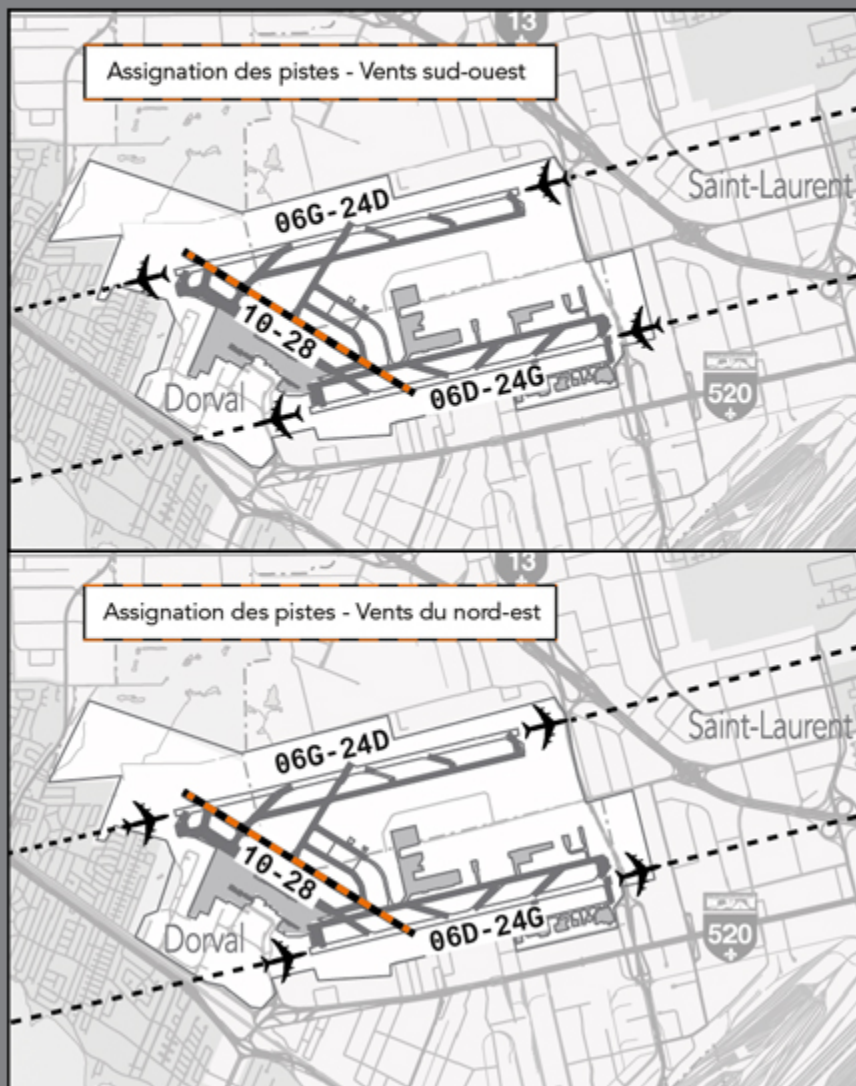 13
Assignation des pistes - Vents sud-ouest
Saint-Laurent
06G-24D
10-28
Dorval
06D-24G
520
13
Assignation des pistes - Vents du nord-est
Saint-Laurent
06G-24D
10-28
Dorval
06D-24G
520